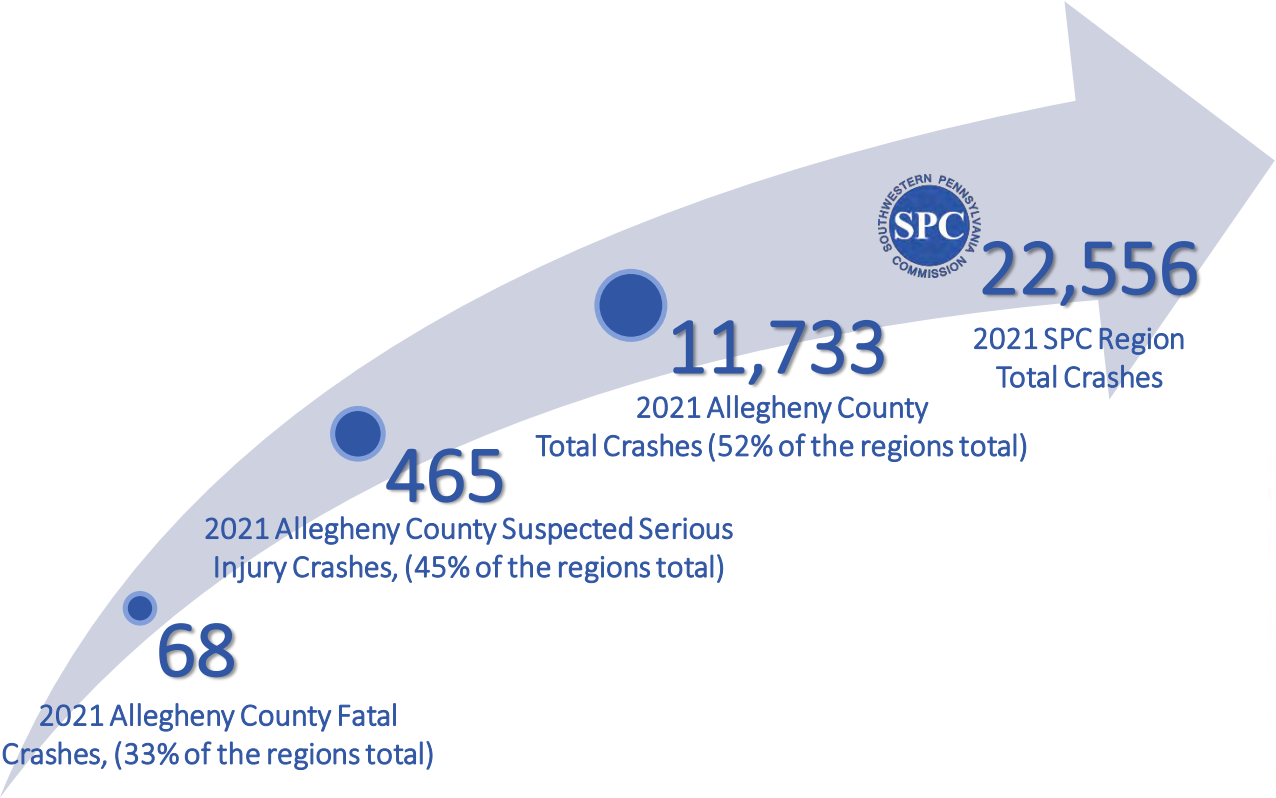 SOUTHWESTERN PENNSYLVANIA
SPC
COMMISSION
22,556
2021 SPC Region
Total Crashes
11,733
2021 Allegheny County
Total Crashes (52% of the regions total)
465
2021 Allegheny County Suspected Serious
Injury Crashes, (45% of the regions total)
68
2021 Allegheny County Fatal
Crashes, (33% of the regions total)